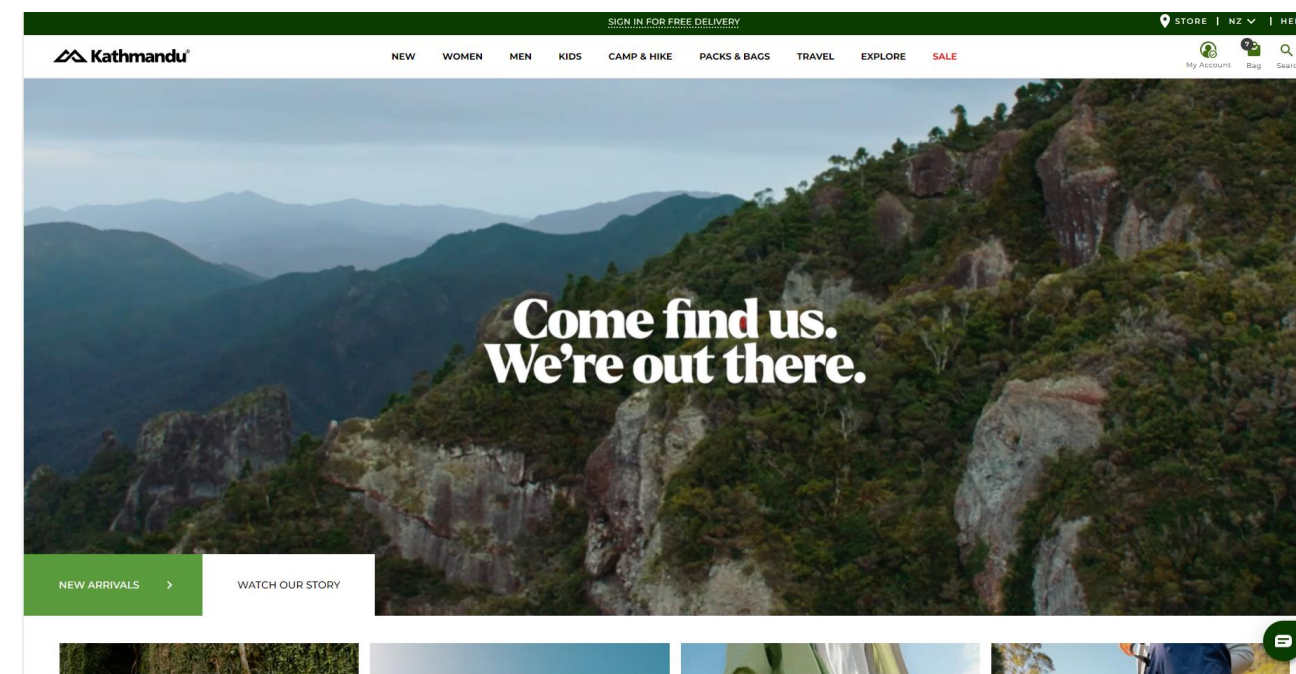 SIGN IN FOR FREE DELIVERY
STORE | NZ | HE
Kathmandu®
NEW WOMEN MEN KIDS CAMP & HIKE PACKS & BAGS TRAVEL EXPLORE SALE
7
My Account Bag Searc
Come find us.
We're out there.
NEW ARRIVALS >
WATCH OUR STORY